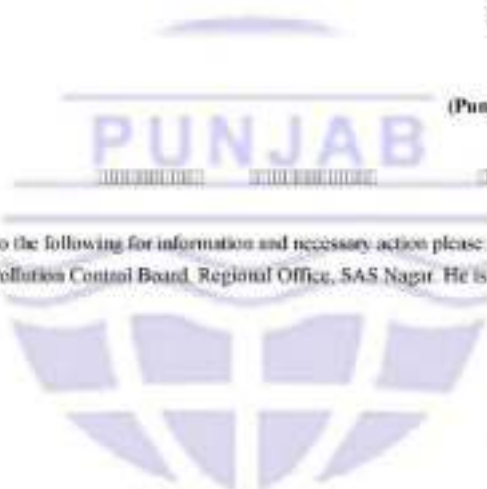 (Pun
PUNJAB
o the following for information and necessary action please
ollution Control Board, Regional Office, SAS Nagar. He is